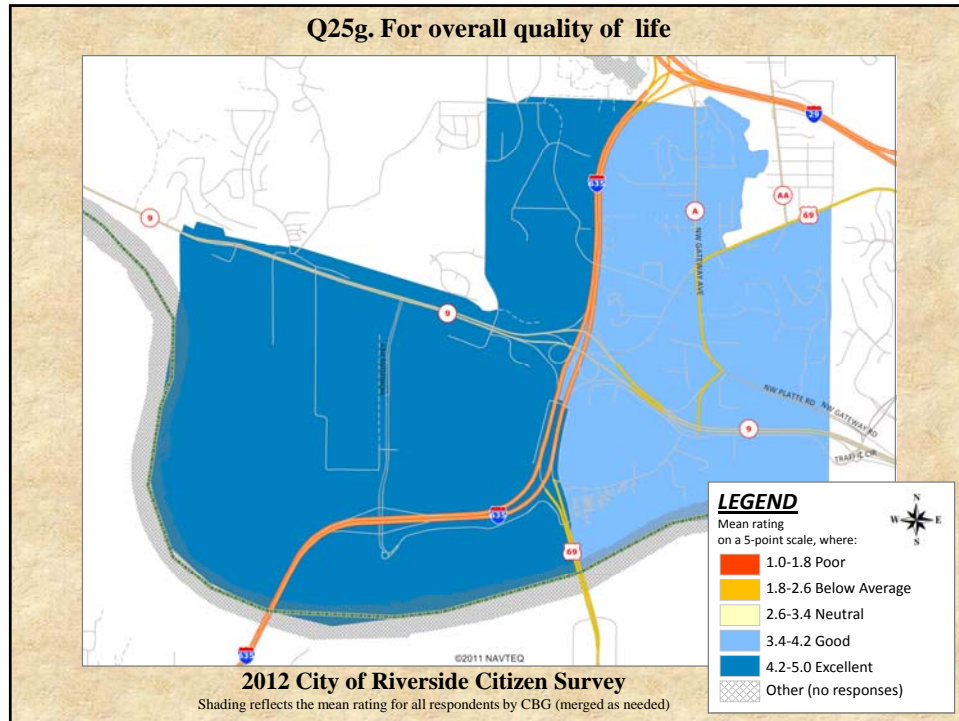 Q25g. For overall quality of life
29
635
9
A
AA
69
NW GATEWAY AVE
9
NW PLATTE RD
NW GATEWAY RD
9
TRAFFIC CIR
635
69
635
©2011 NAVTEQ
LEGEND
Mean rating
on a 5-point scale, where:
N
W E
S
1.0-1.8 Poor
1.8-2.6 Below Average
2.6-3.4 Neutral
3.4-4.2 Good
4.2-5.0 Excellent
Other (no responses)
2012 City of Riverside Citizen Survey
Shading reflects the mean rating for all respondents by CBG (merged as needed)